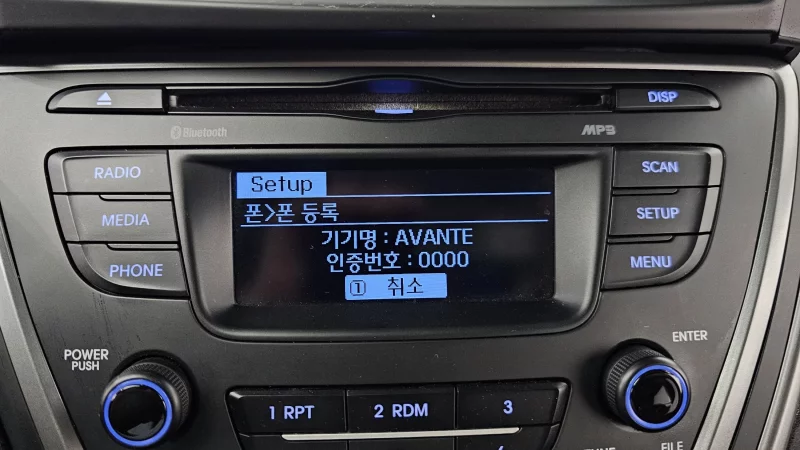 DISP
Bluetooth
MP3
RADIO
SCAN
Setup
폰>폰 등록
MEDIA
SETUP
기기명 : AVANTE
인증번호 : 0000
PHONE
MENU
1 취소
POWER
PUSH
ENTER
1 RPT
2 RDM
3
FILE